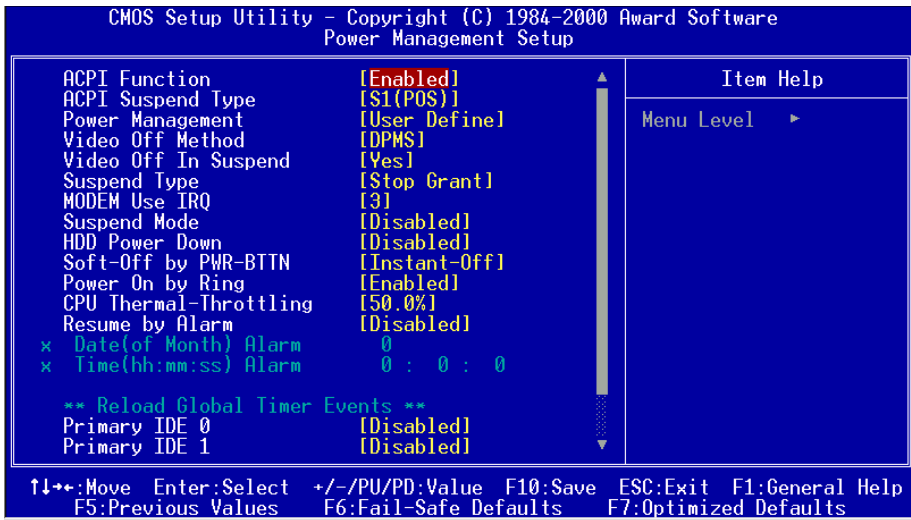 CMOS Setup Utility – Copyright (C) 1984–2000 Award Software
Power Management Setup
ACPI Function [Enabled]
ACPI Suspend Type [S1(POS)]
Power Management [User Define]
Video Off Method [DPMS]
Video Off In Suspend [Yes]
Suspend Type [Stop Grant]
MODEM Use IRQ [3]
Suspend Mode [Disabled]
HDD Power Down [Disabled]
Soft-Off by PWR-BTTN [Instant-Off]
Power On by Ring [Enabled]
CPU Thermal-Throttling [50.0%]
Resume by Alarm [Disabled]
x Date(of Month) Alarm 0
x Time(hh:mm:ss) Alarm 0 : 0 : 0
** Reload Global Timer Events **
Primary IDE 0 [Disabled]
Primary IDE 1 [Disabled]
Item Help
Menu Level ►
↑↓→←:Move Enter:Select +/-/PU/PD:Value F10:Save ESC:Exit F1:General Help
F5:Previous Values F6:Fail-Safe Defaults F7:Optimized Defaults